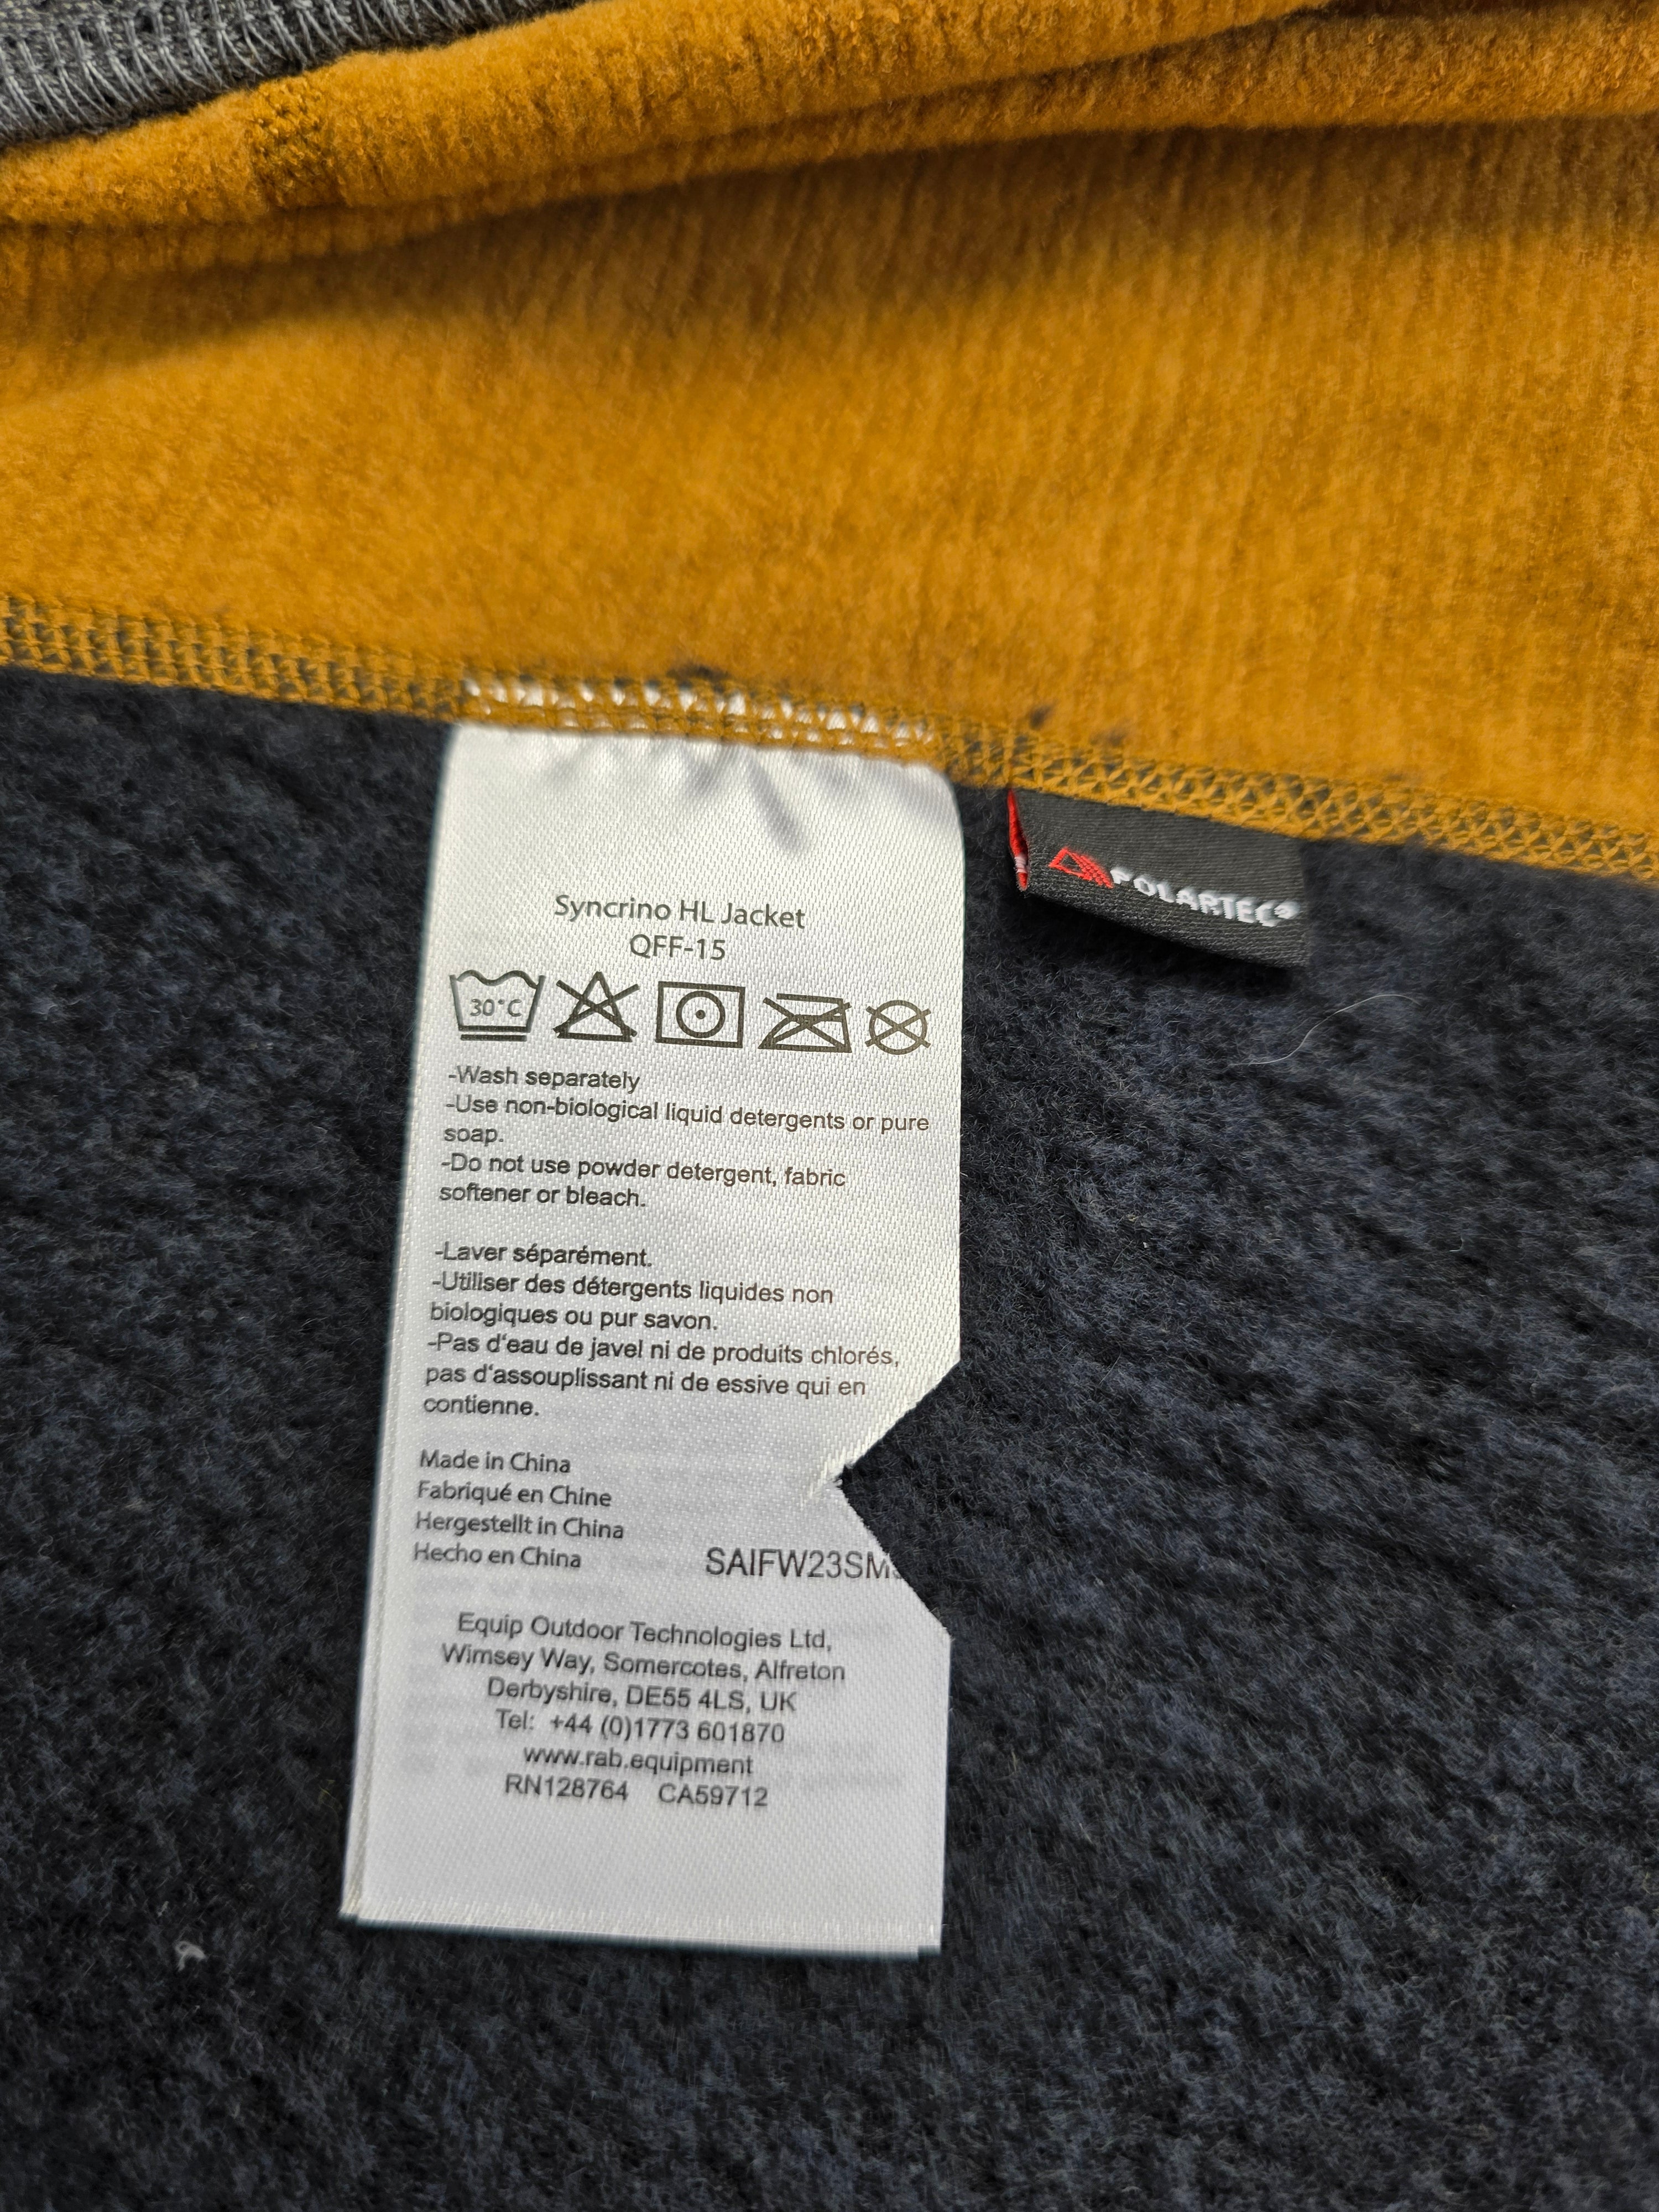 Syncrino HL Jacket
QFF-15
30°C
-Wash separately
-Use non-biological liquid detergents or pure
soap.
-Do not use powder detergent, fabric
softener or bleach.
-Laver séparément.
-Utiliser des détergents liquides non
biologiques ou pur savon.
-Pas d'eau de javel ni de produits chlorés,
pas d'assouplissant ni de essive qui en
contienne.
Made in China
Fabriqué en Chine
Hergestellt in China
Hecho en China
SAIFW23SM
Equip Outdoor Technologies Ltd,
Wimsey Way, Somercotes, Alfreton
Derbyshire, DE55 4LS, UK
Tel: +44 (0)1773 601870
www.rab.equipment
RN128764 CA59712
POLARTEC®